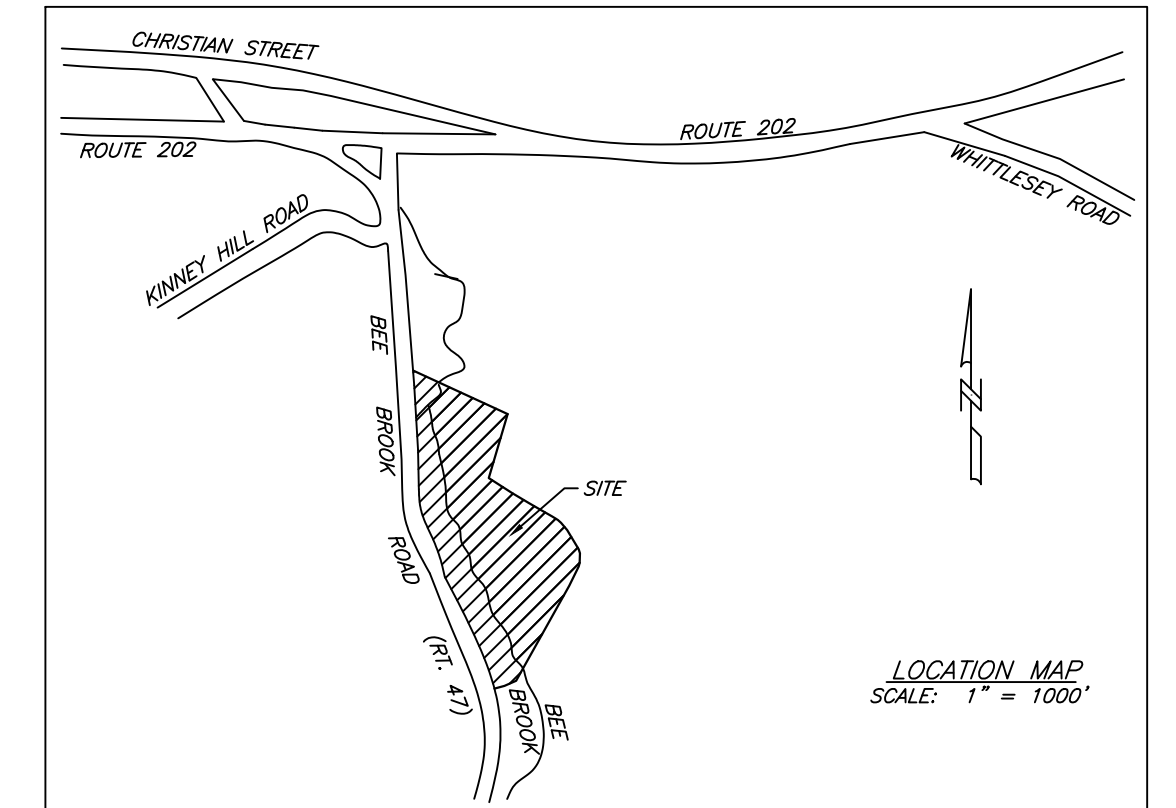 CHRISTIAN STREET
ROUTE 202
ROUTE 202
WHITTLESEY ROAD
KINNEY HILL ROAD
BEE
BROOK
ROAD
(RT. 47)
N
SITE
LOCATION MAP
SCALE: 1" = 1000'
BEE
BROOK